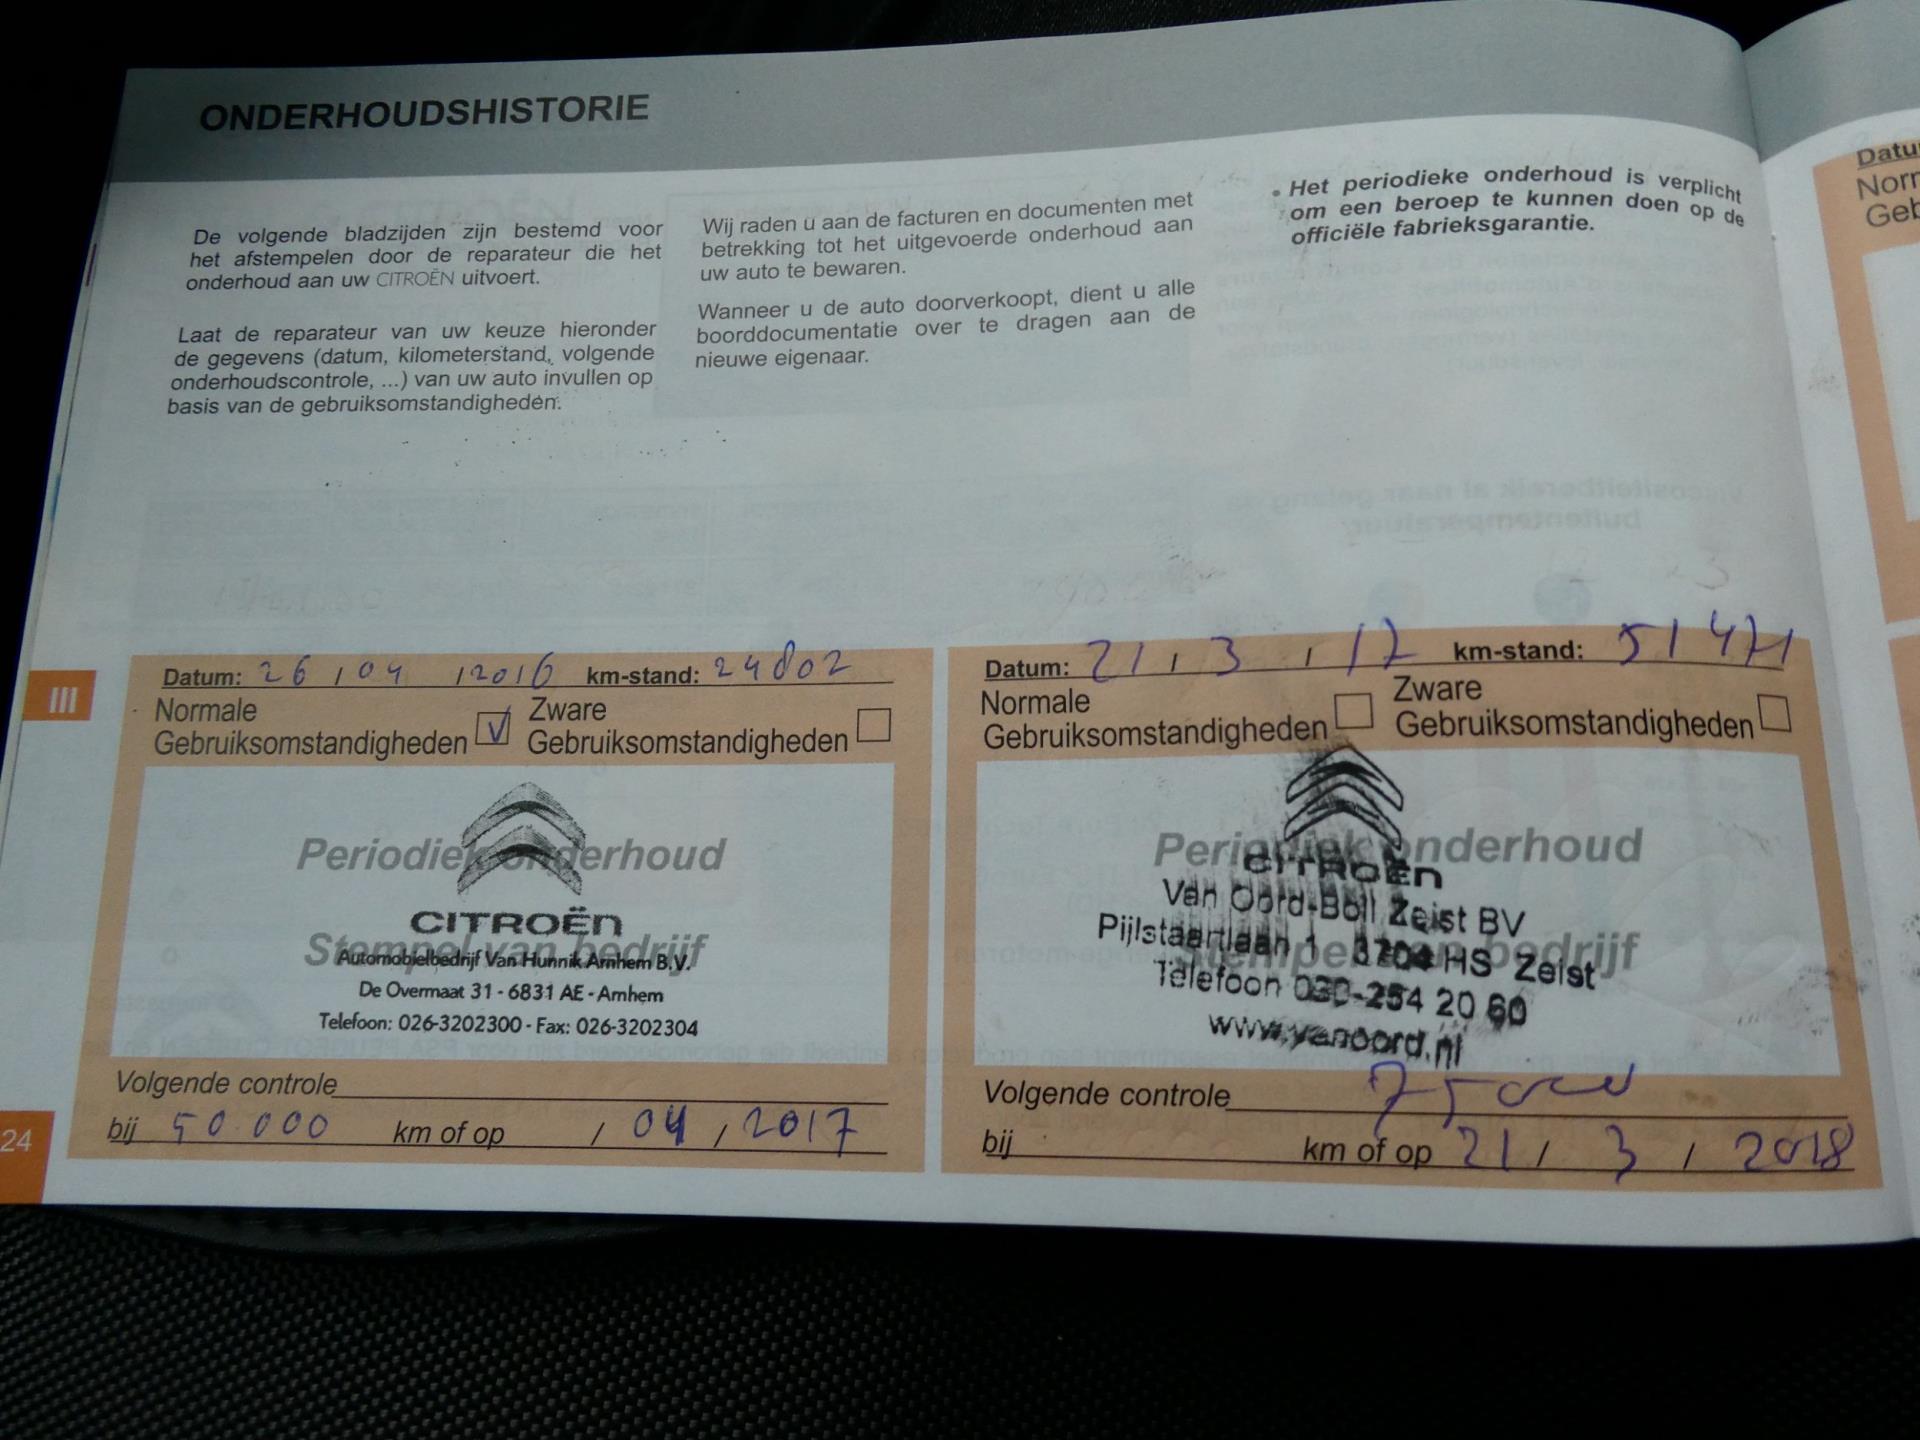 ONDERHOUDSHISTORIE
De volgende bladzijden zijn bestemd voor
het afstempelen door de reparateur die het
onderhoud aan uw CITROËN uitvoert.
Laat de reparateur van uw keuze hieronder
de gegevens (datum, kilometerstand, volgende
onderhoudscontrole, ...) van uw auto invullen op
basis van de gebruiksomstandigheden.
Wij raden u aan de facturen en documenten met
betrekking tot het uitgevoerde onderhoud aan
uw auto te bewaren.
Wanneer u de auto doorverkoopt, dient u alle
boorddocumentatie over te dragen aan de
nieuwe eigenaar.
• Het periodieke onderhoud is verplicht
om een beroep te kunnen doen op de
officiële fabrieksgarantie.
III
Datum: 26 / 04 / 2016 km-stand: 24802
Normale
Gebruiksomstandigheden V
Zware
Gebruiksomstandigheden
Periodiek onderhoud
CITROËN
Stempel van bedrijf
Automobielbedrijf Van Hunnik Arnhem B.V.
De Overmaat 31 - 6831 AE - Arnhem
Telefoon: 026-3202300 - Fax: 026-3202304
Volgende controle
bij 50.000 km of op / 04 / 2017
Datum: 21 / 3 / 17 km-stand: 51471
Normale
Gebruiksomstandigheden
Zware
Gebruiksomstandigheden
Periodiek onderhoud
CITROËN
Van Oord-Boll Zeist BV
Pijlstaartlaan 1 3704 HS Zeist
Stempel van bedrijf
Telefoon 030-254 20 60
www.vanoord.nl
Volgende controle 75000
bij km of op 21 / 3 / 2018
24
Datu
Norr
Geb